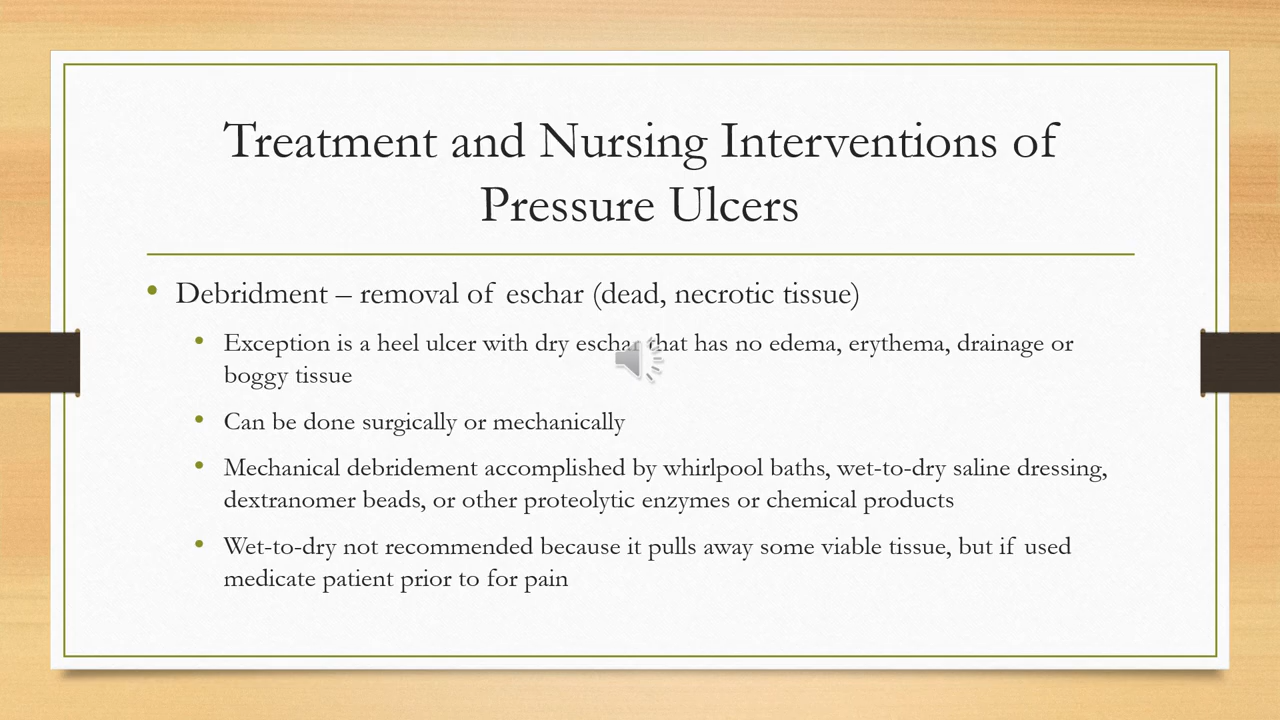 Treatment and Nursing Interventions of
Pressure Ulcers
• Debridment – removal of eschar (dead, necrotic tissue)
• Exception is a heel ulcer with dry eschar that has no edema, erythema, drainage or
boggy tissue
• Can be done surgically or mechanically
• Mechanical debridement accomplished by whirlpool baths, wet-to-dry saline dressing,
dextranomer beads, or other proteolytic enzymes or chemical products
• Wet-to-dry not recommended because it pulls away some viable tissue, but if used
medicate patient prior to for pain